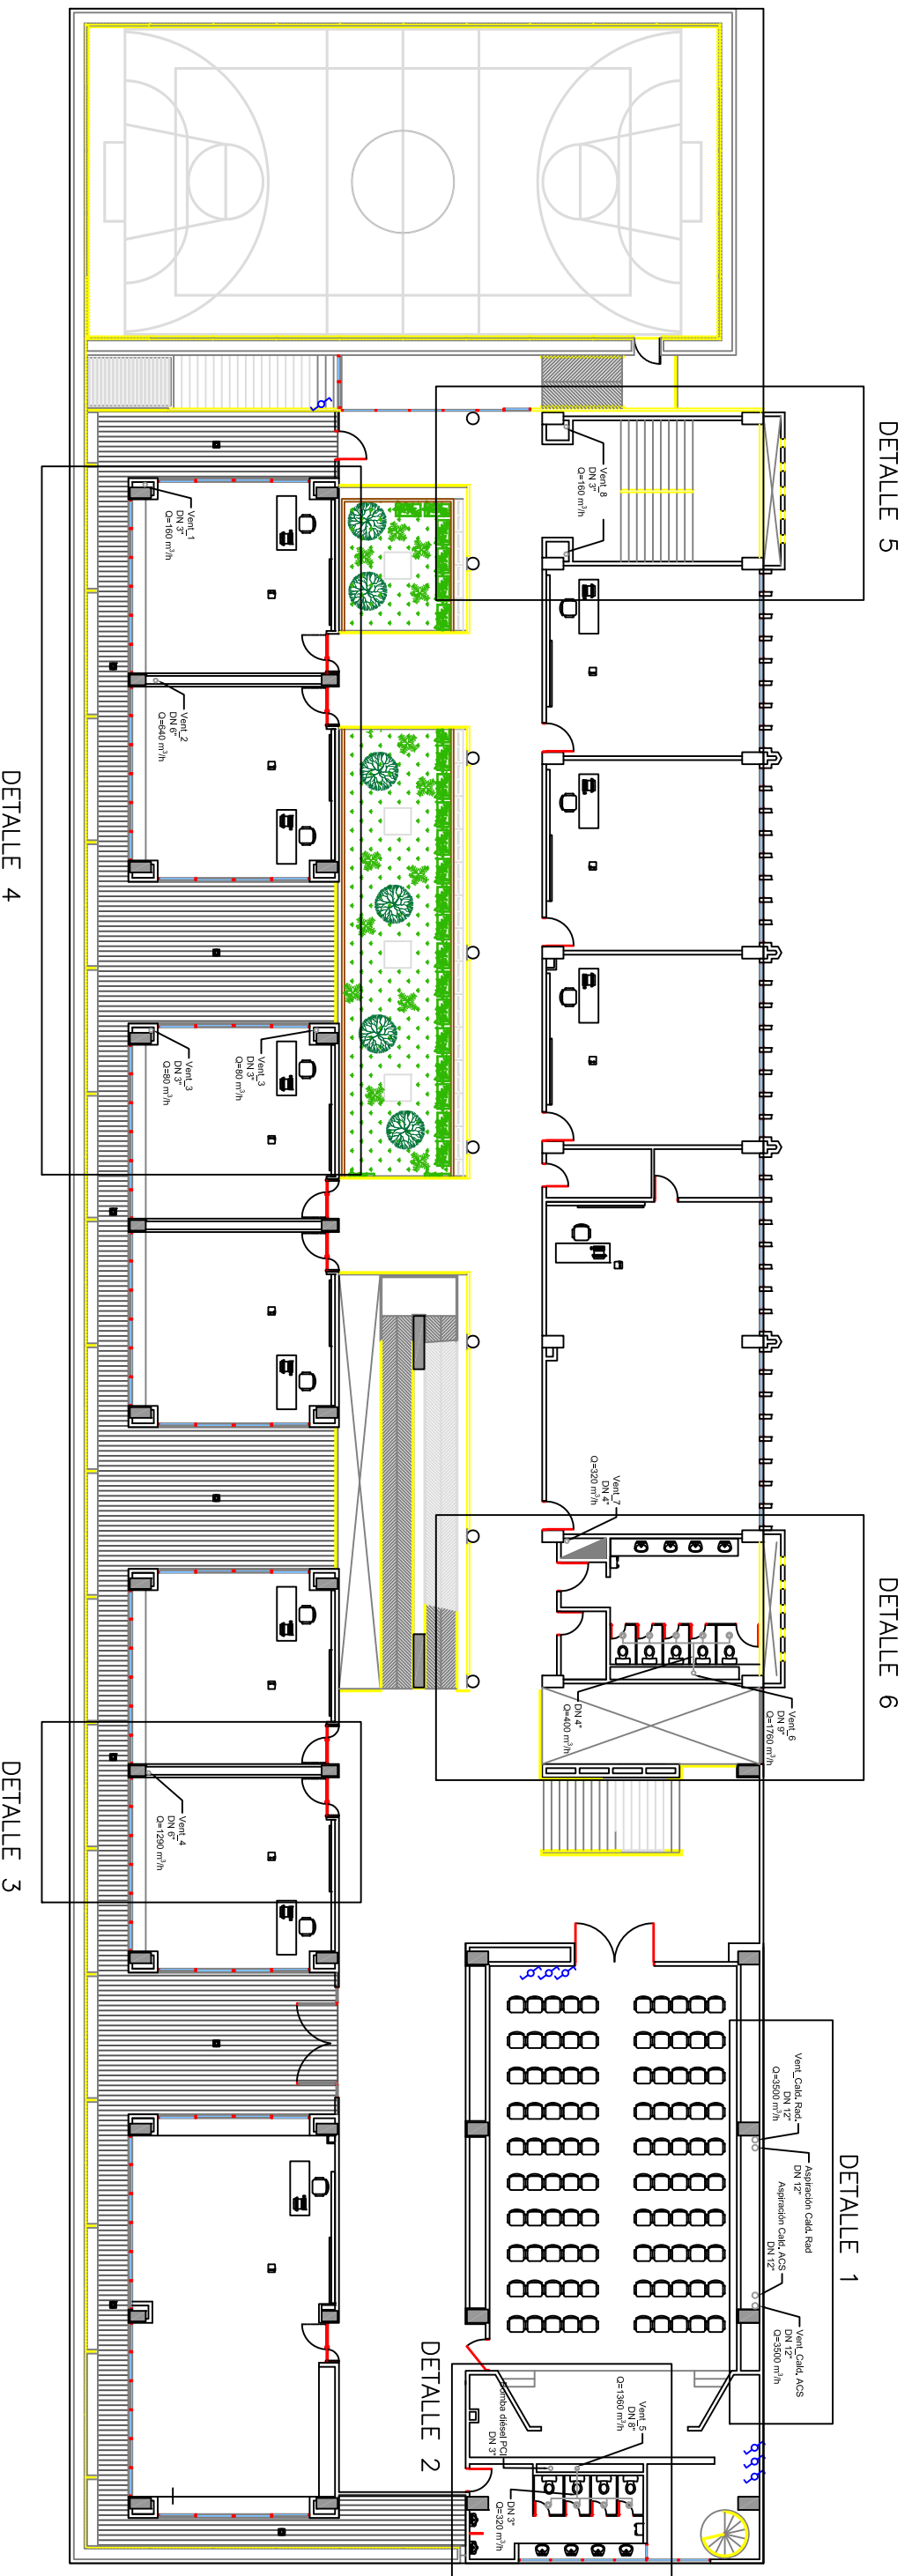 DETALLE 5
Vent_8
DN 3"
Q=160 m³/h
Vent_1
DN 3"
Q=160 m³/h
Vent_2
DN 6"
Q=640 m³/h
DETALLE 4
Vent_3
DN 3"
Q=80 m³/h
Vent_3
DN 3"
Q=80 m³/h
Vent_7
DN 4"
Q=320 m³/h
DETALLE 6
DN 4"
Q=400 m³/h
Vent_6
DN 9"
Q=1760 m³/h
DETALLE 3
Vent_4
DN 6"
Q=1290 m³/h
DETALLE 1
Vent_Cald. Rad.
DN 12"
Q=3500 m³/h
Aspiración Cald. Rad
DN 12"
Aspiración Cald. ACS
DN 12"
Vent_Cald. ACS
DN 12"
Q=3500 m³/h
DETALLE 2
Vent_5
DN 8"
Q=1360 m³/h
Bomba diésel PCI
DN 3"
DN 3"
Q=320 m³/h